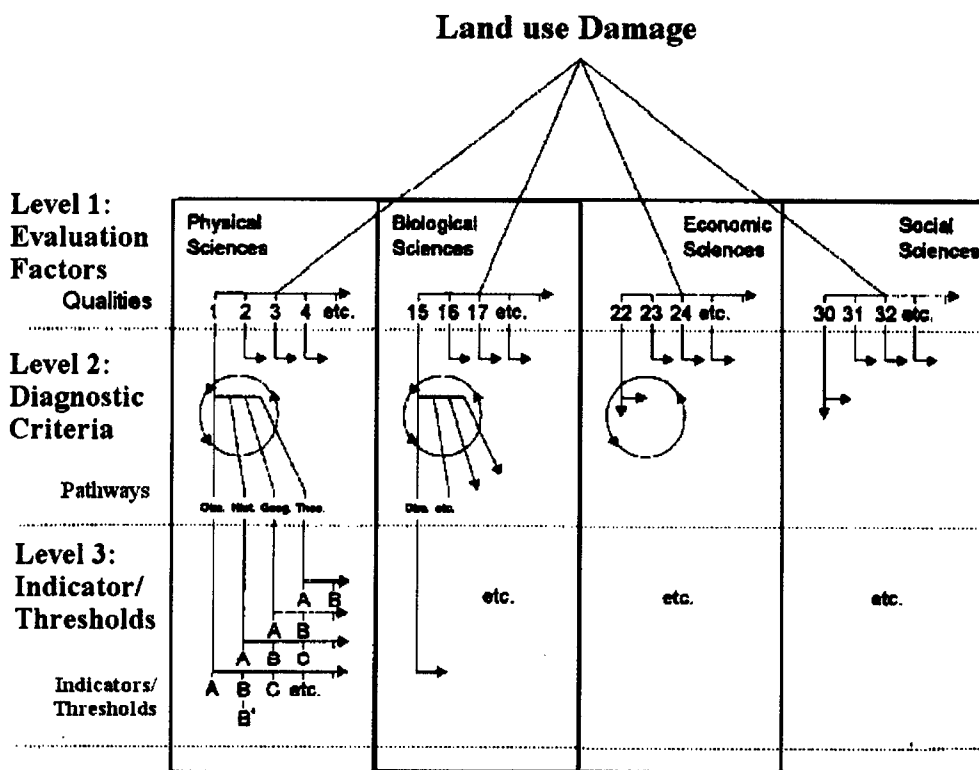 Land use Damage
Level 1:
Evaluation
Factors
Qualities
Physical
Sciences
Biological
Sciences
Economic
Sciences
Social
Sciences
1 2 3 4 etc.
15 16 17 etc.
22 23 24 etc.
30 31 32 etc.
Level 2:
Diagnostic
Criteria
Pathways
Obs. Hist. Geog. Theo.
Obs. etc.
Level 3:
Indicator/
Thresholds
etc.
etc.
etc.
A B
A B
A B C
A B C etc.
B'
Indicators/
Thresholds